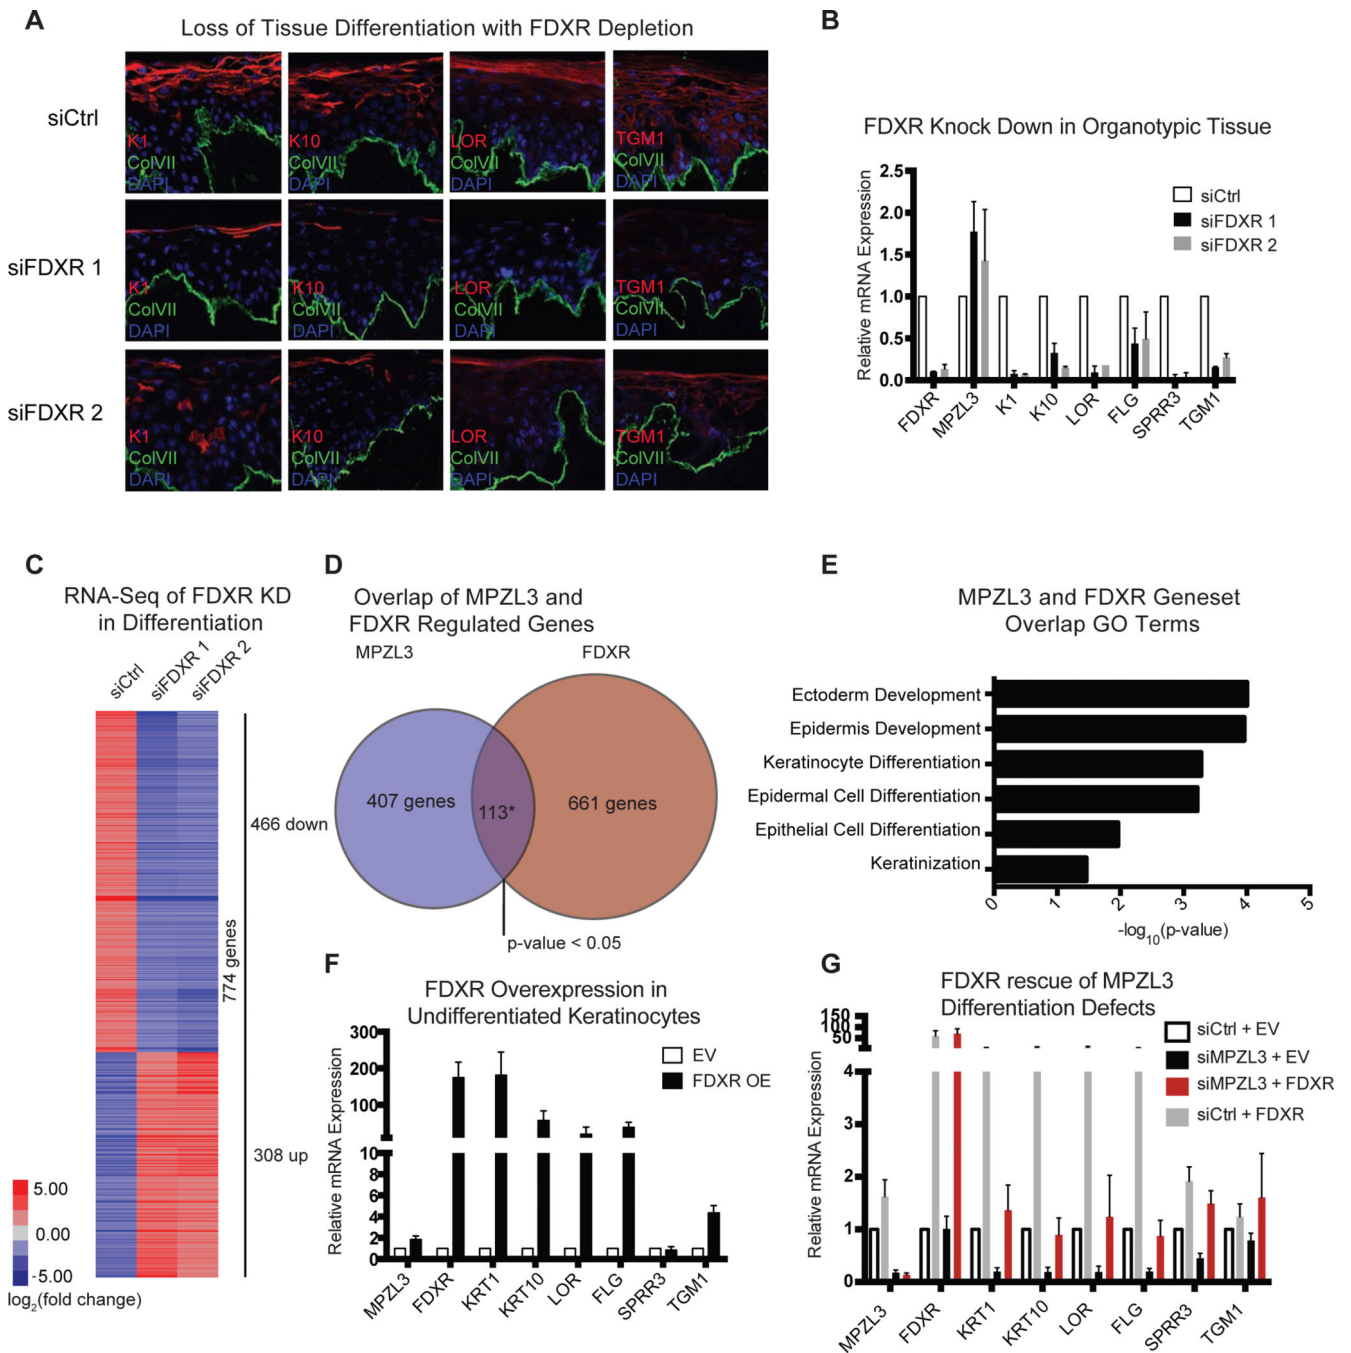 A
Loss of Tissue Differentiation with FDXR Depletion
siCtrl
K1
ColVII
DAPI
K10
ColVII
DAPI
LOR
ColVII
DAPI
TGM1
ColVII
DAPI
siFDXR 1
K1
ColVII
DAPI
K10
ColVII
DAPI
LOR
ColVII
DAPI
TGM1
ColVII
DAPI
siFDXR 2
K1
ColVII
DAPI
K10
ColVII
DAPI
LOR
ColVII
DAPI
TGM1
ColVII
DAPI
B
FDXR Knock Down in Organotypic Tissue
Relative mRNA Expression
2.5
2.0
1.5
1.0
0.5
0.0
siCtrl
siFDXR 1
siFDXR 2
FDXR
MPZL3
K1
K10
LOR
FLG
SPRR3
TGM1
C
RNA-Seq of FDXR KD
in Differentiation
siCtrl
siFDXR 1
siFDXR 2
466 down
774 genes
308 up
5.00
0.00
-5.00
log2(fold change)
D
Overlap of MPZL3 and
FDXR Regulated Genes
MPZL3
FDXR
407 genes
113*
661 genes
p-value < 0.05
E
MPZL3 and FDXR Geneset
Overlap GO Terms
Ectoderm Development
Epidermis Development
Keratinocyte Differentiation
Epidermal Cell Differentiation
Epithelial Cell Differentiation
Keratinization
0
1
2
3
4
5
-log10(p-value)
F
FDXR Overexpression in
Undifferentiated Keratinocytes
Relative mRNA Expression
300
200
100
10
8
6
4
2
0
EV
FDXR OE
MPZL3
FDXR
KRT1
KRT10
LOR
FLG
SPRR3
TGM1
G
FDXR rescue of MPZL3
Differentiation Defects
Relative mRNA Expression
150
100
50
4
3
2
1
0
siCtrl + EV
siMPZL3 + EV
siMPZL3 + FDXR
siCtrl + FDXR
MPZL3
FDXR
KRT1
KRT10
LOR
FLG
SPRR3
TGM1